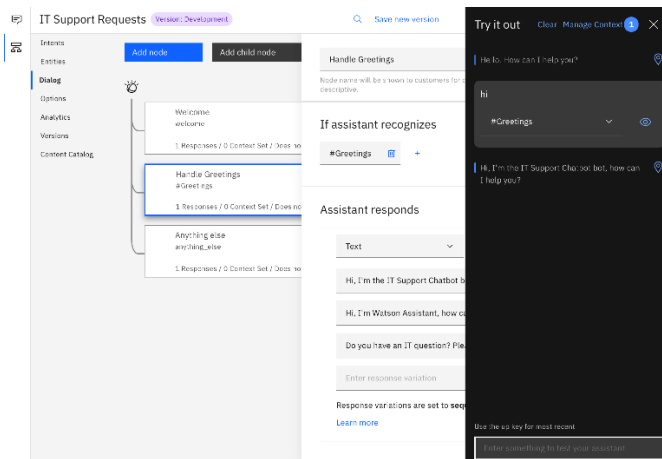 IT Support Requests
Version: Development
Save new version
Intents
Entities
Dialog
Options
Analytics
Versions
Content Catalog
Add node
Add child node
Welcome
welcome
1 Responses / 0 Context Set / Does no
Handle Greetings
#Greetings
1 Responses / 0 Context Set / Does no
Anything else
anything_else
1 Responses / 0 Context Set / Does no
Handle Greetings
Node name will be shown to customers for
descriptive.
If assistant recognizes
#Greetings
+
Assistant responds
Text
Hi, I'm the IT Support Chatbot b
Hi, I'm Watson Assistant, how ca
Do you have an IT question? Ple
Enter response variation
Response variations are set to seq
Learn more
Try it out
Clear
Manage Context
1
Hello. How can I help you?
hi
#Greetings
Hi, I'm the IT Support Chatbot bot, how can
I help you?
Use the up key for most recent
Enter something to test your assistant